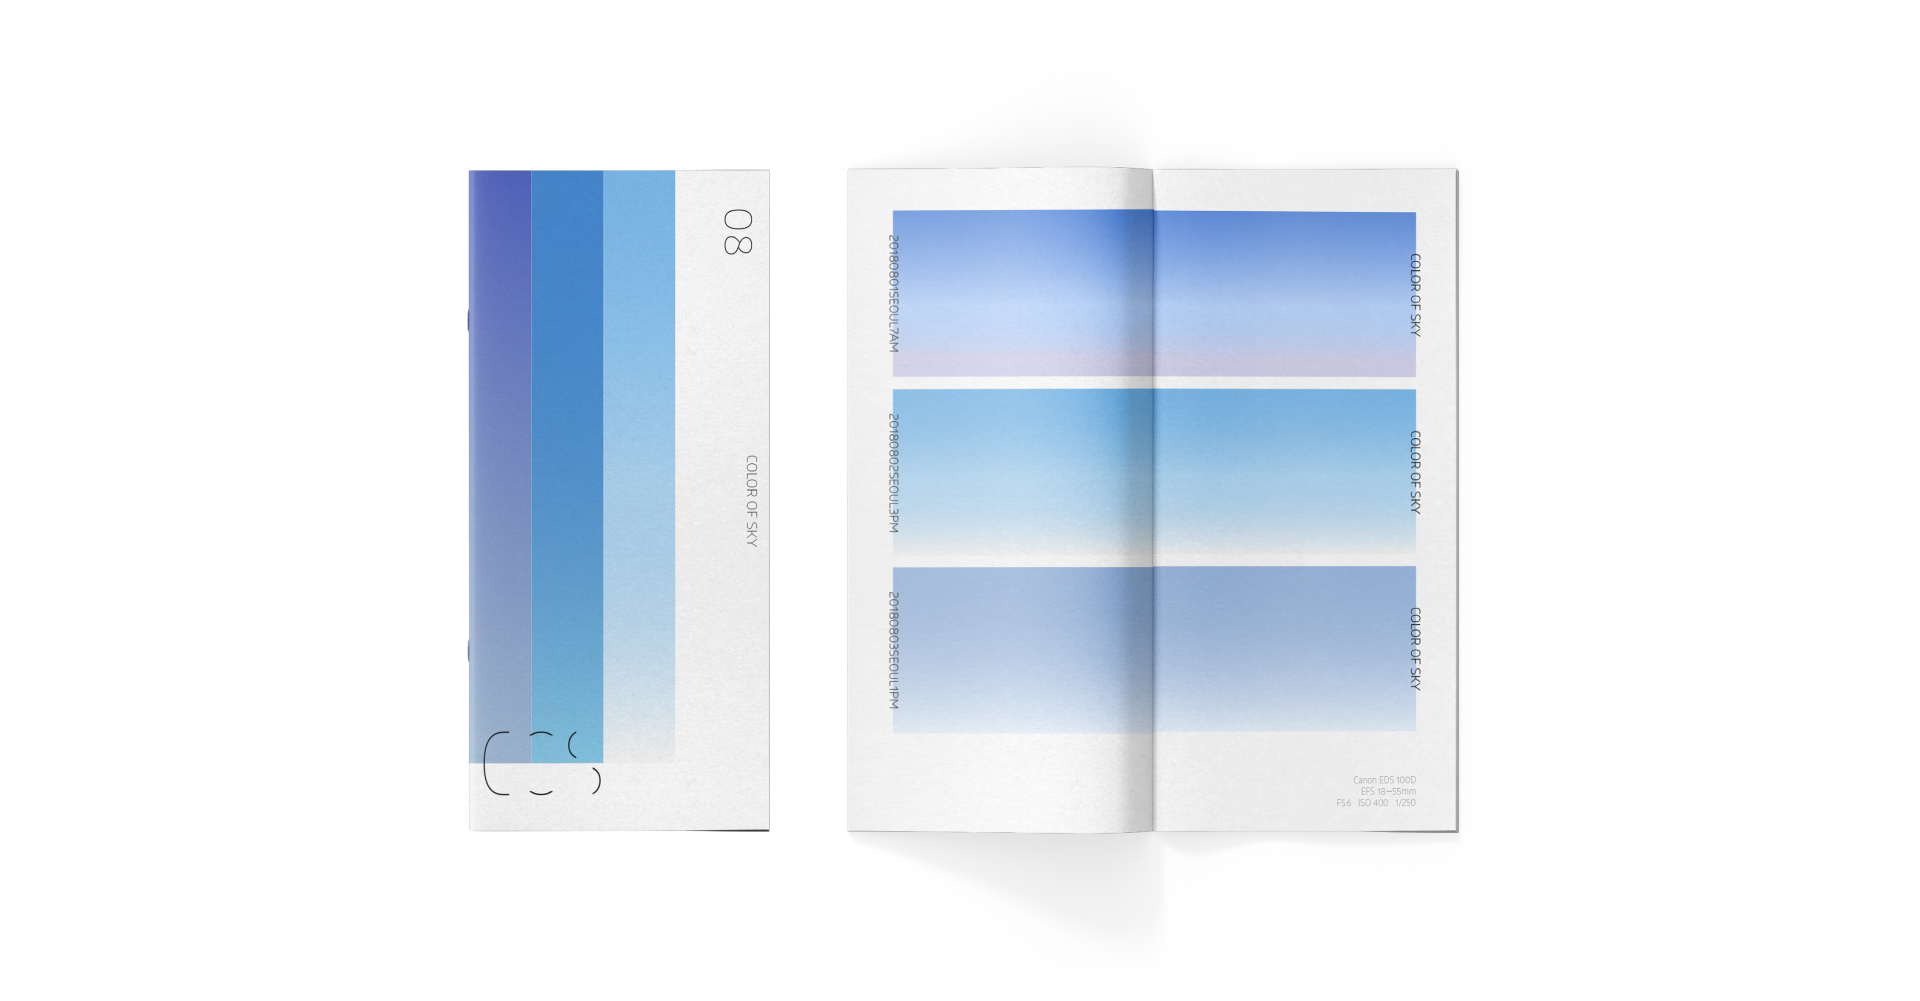 08
COLOR OF SKY
COS
20180801SEOUL7AM
COLOR OF SKY
20180802SEOUL3PM
COLOR OF SKY
20180803SEOUL1PM
COLOR OF SKY
Canon EDS 100D
EFS 18–55mm
F5.6 ISO 400 1/250